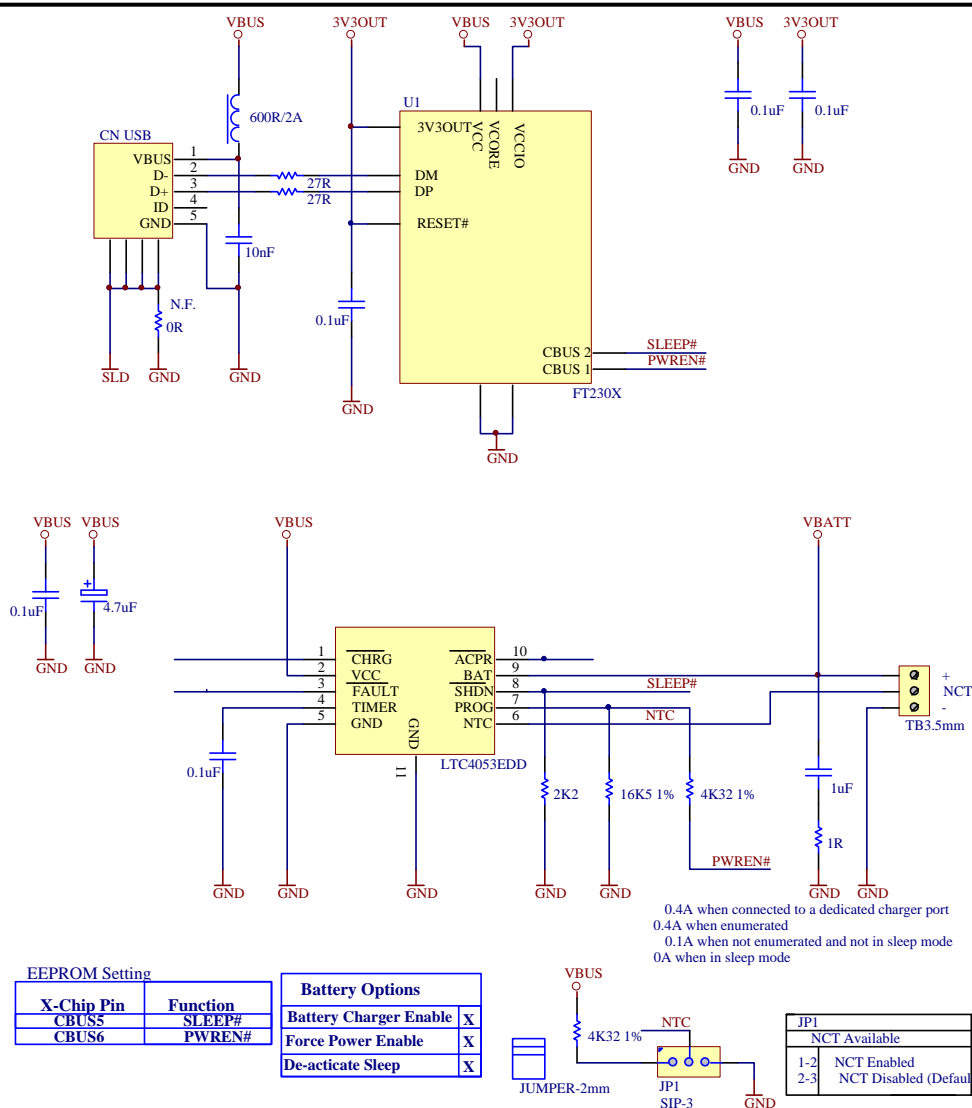 VBUS
3V3OUT
VBUS
3V3OUT
VBUS
3V3OUT
600R/2A
U1
0.1uF
0.1uF
3V3OUT
VCC
VCORE
VCCIO
CN USB
VBUS
1
D-
2
D+
3
ID
4
GND
5
27R
27R
DM
DP
RESET#
GND
GND
10nF
N.F.
0R
0.1uF
CBUS 2
SLEEP#
CBUS 1
PWREN#
SLD
GND
GND
FT230X
GND
GND
VBUS
VBUS
VBUS
VBATT
0.1uF
4.7uF
GND
GND
1
CHRG
2
VCC
3
FAULT
4
TIMER
5
GND
GND
11
ACPR
10
BAT
9
SHDN
8
PROG
7
NTC
6
SLEEP#
NTC
+
NCT
-
TB3.5mm
LTC4053EDD
0.1uF
2K2
16K5 1%
4K32 1%
1uF
1R
PWREN#
GND
GND
GND
GND
GND
GND
GND
0.4A when connected to a dedicated charger port
0.4A when enumerated
0.1A when not enumerated and not in sleep mode
0A when in sleep mode
EEPROM Setting
X-Chip Pin Function
CBUS5 SLEEP#
CBUS6 PWREN#
Battery Options
Battery Charger Enable X
Force Power Enable X
De-acticate Sleep X
VBUS
4K32 1%
NTC
JUMPER-2mm
JP1
SIP-3
GND
JP1
NCT Available
1-2 NCT Enabled
2-3 NCT Disabled (Defaul